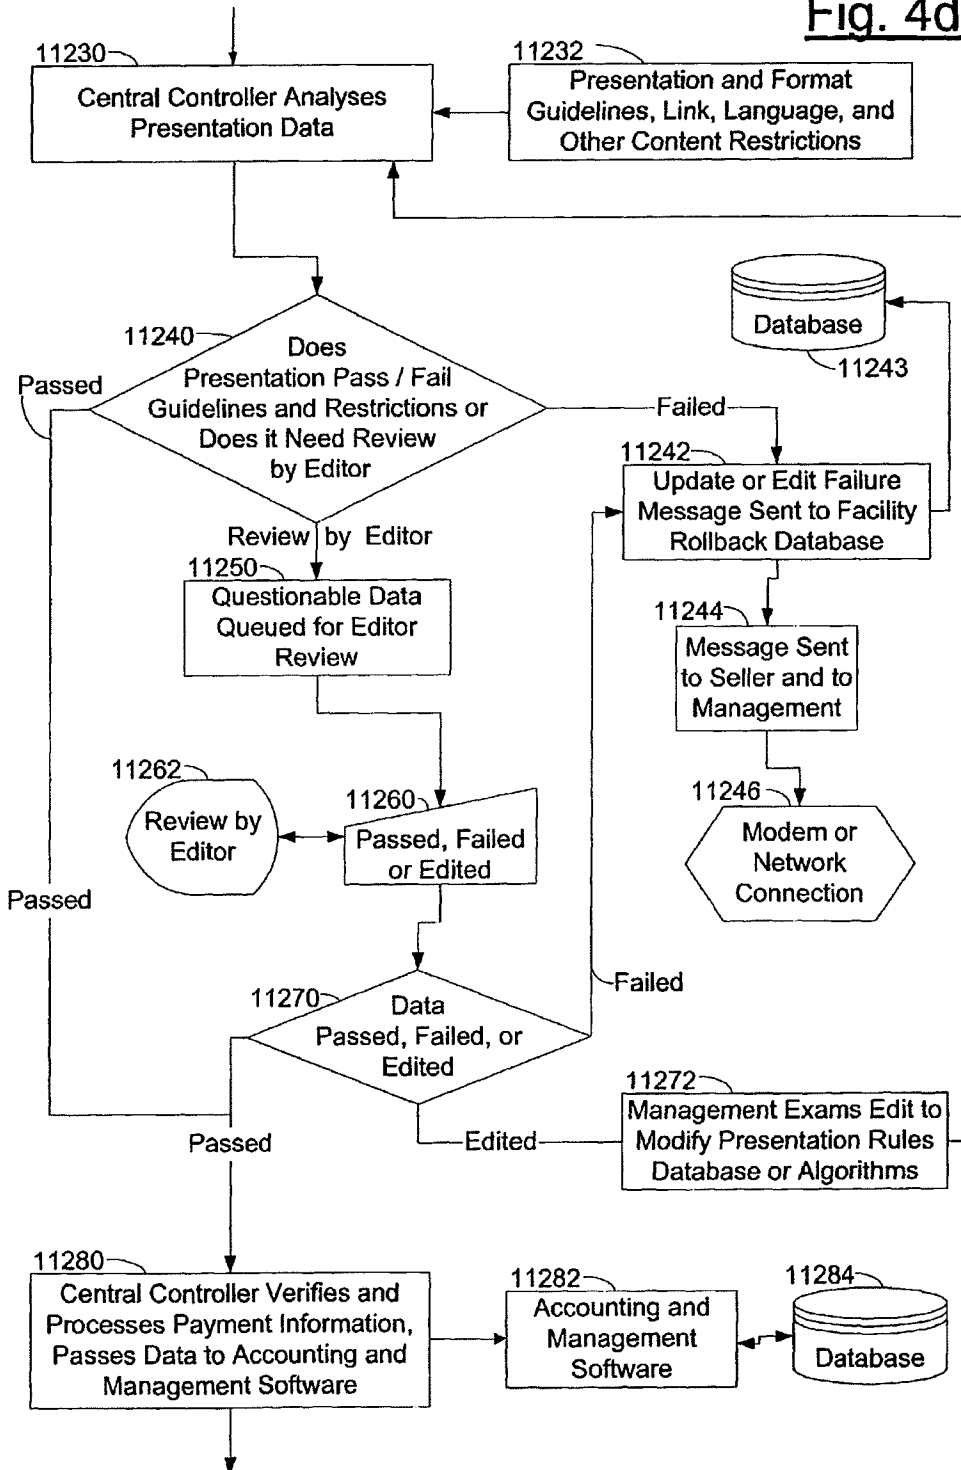 Fig. 4d
11230
Central Controller Analyses
Presentation Data
11232
Presentation and Format
Guidelines, Link, Language, and
Other Content Restrictions
Database
11243
11240
Does
Presentation Pass / Fail
Guidelines and Restrictions or
Does it Need Review
by Editor
Passed
Failed
11242
Update or Edit Failure
Message Sent to Facility
Rollback Database
Review by Editor
11250
Questionable Data
Queued for Editor
Review
11244
Message Sent
to Seller and to
Management
11262
Review by
Editor
11260
Passed, Failed
or Edited
11246
Modem or
Network
Connection
Passed
11270
Data
Passed, Failed, or
Edited
Failed
11272
Management Exams Edit to
Modify Presentation Rules
Database or Algorithms
Edited
Passed
11280
Central Controller Verifies and
Processes Payment Information,
Passes Data to Accounting and
Management Software
11282
Accounting and
Management
Software
11284
Database